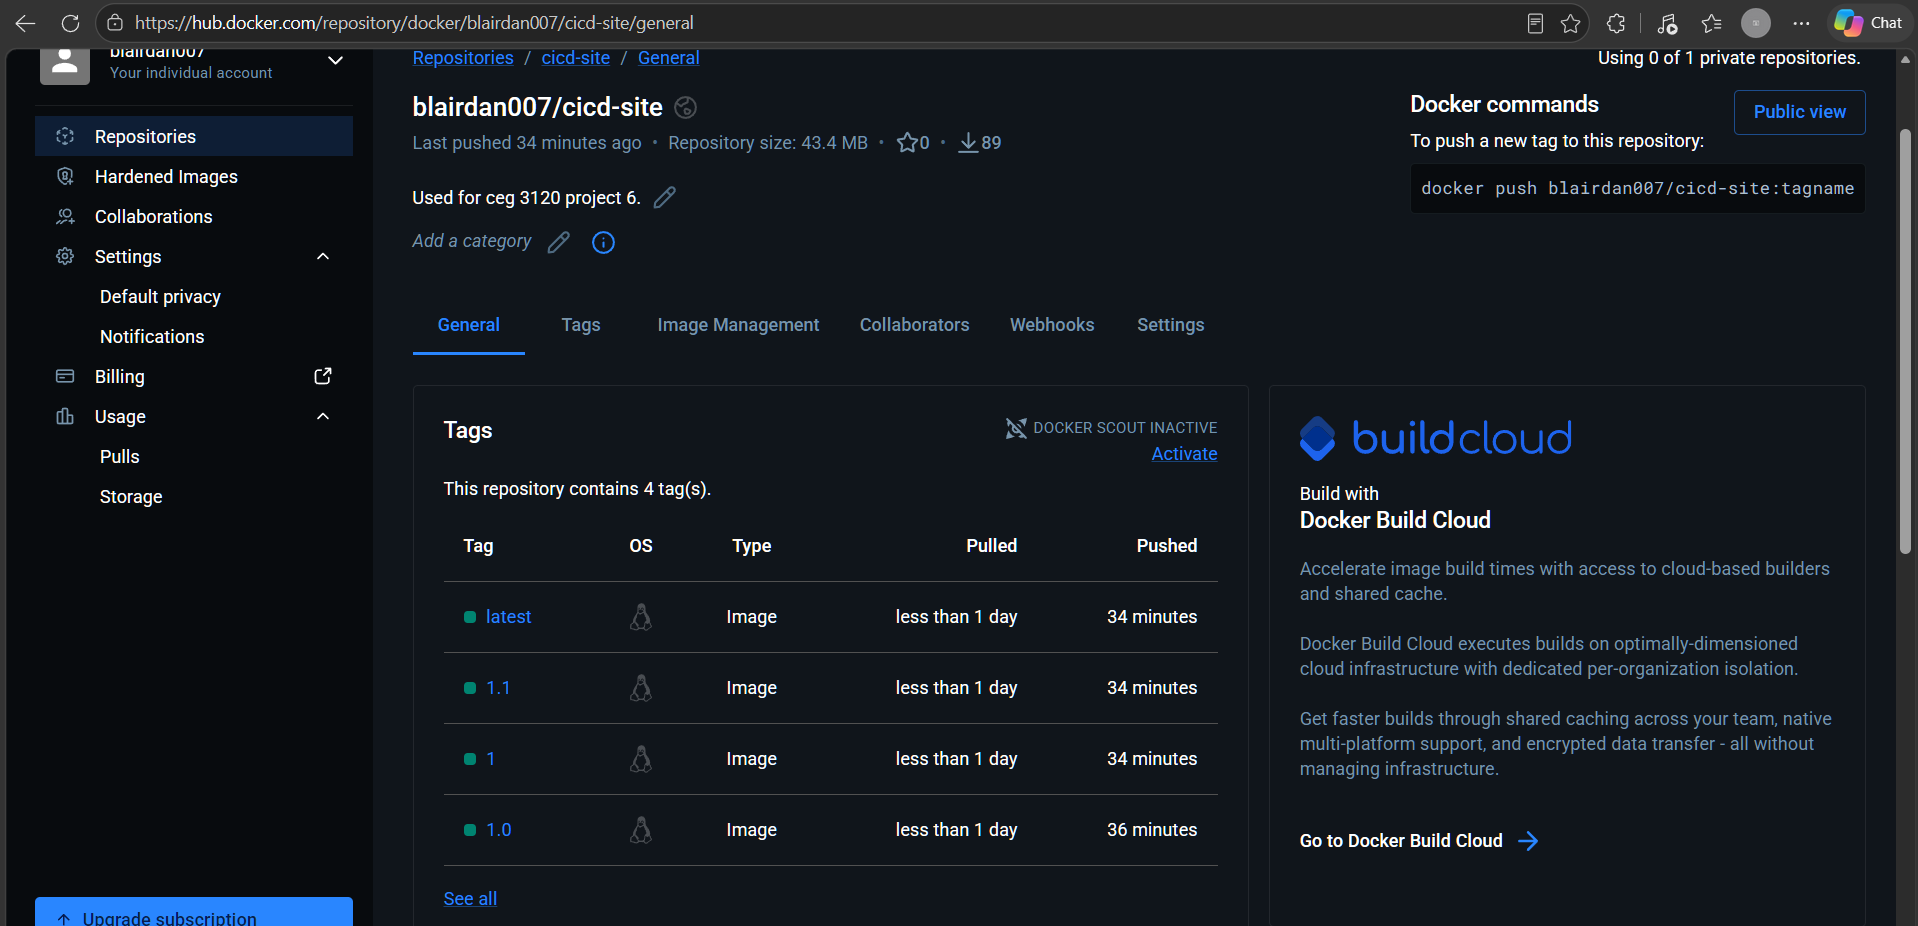 https://hub.docker.com/repository/docker/blairdan007/cicd-site/general
Chat
blairdan007
Your individual account
Repositories
Hardened Images
Collaborations
Settings
Default privacy
Notifications
Billing
Usage
Pulls
Storage
Upgrade subscription
Repositories / cicd-site / General
Using 0 of 1 private repositories.
blairdan007/cicd-site
Last pushed 34 minutes ago • Repository size: 43.4 MB • 0 • 89
Used for ceg 3120 project 6.
Add a category
Docker commands
Public view
To push a new tag to this repository:
docker push blairdan007/cicd-site:tagname
General Tags Image Management Collaborators Webhooks Settings
Tags
DOCKER SCOUT INACTIVE
Activate
This repository contains 4 tag(s).
Tag OS Type Pulled Pushed
latest Image less than 1 day 34 minutes
1.1 Image less than 1 day 34 minutes
1 Image less than 1 day 34 minutes
1.0 Image less than 1 day 36 minutes
See all
buildcloud
Build with
Docker Build Cloud
Accelerate image build times with access to cloud-based builders
and shared cache.
Docker Build Cloud executes builds on optimally-dimensioned
cloud infrastructure with dedicated per-organization isolation.
Get faster builds through shared caching across your team, native
multi-platform support, and encrypted data transfer - all without
managing infrastructure.
Go to Docker Build Cloud